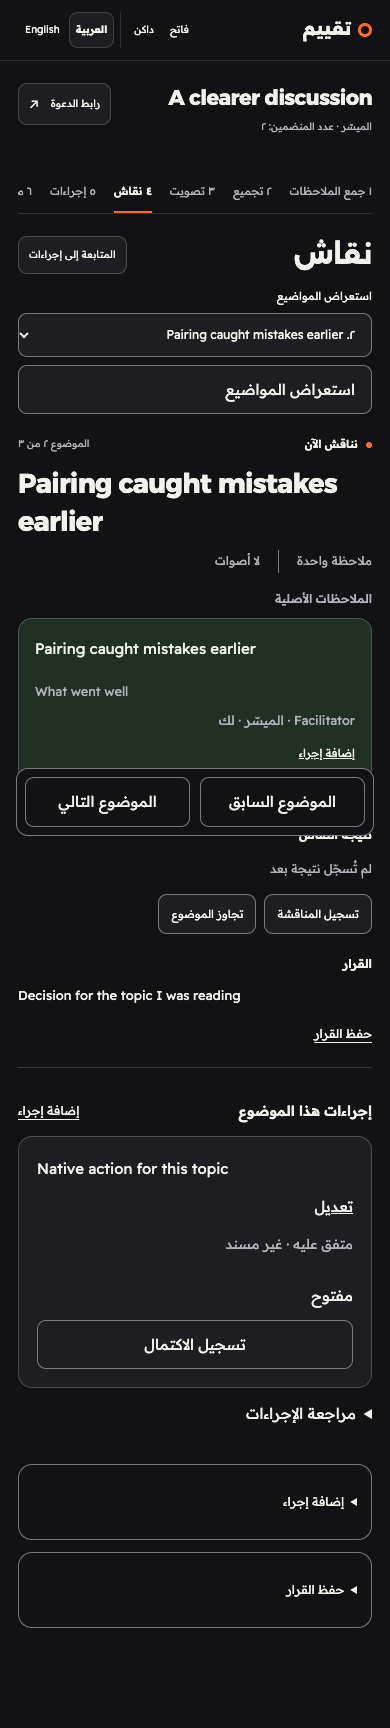 تقييم
فاتح
داكن
العربية
English
A clearer discussion
الميسّر · عدد المنضمين: ٢
رابط الدعوة
١ جمع الملاحظات
٢ تجميع
٣ تصويت
٤ نقاش
٥ إجراءات
نقاش
المتابعة إلى إجراءات
استعراض المواضيع
٢. Pairing caught mistakes earlier
استعراض المواضيع
نناقش الآن
الموضوع ٢ من ٣
Pairing caught mistakes
earlier
ملاحظة واحدة
لا أصوات
الملاحظات الأصلية
Pairing caught mistakes earlier
What went well
Facilitator · الميسّر · لك
إضافة إجراء
الموضوع السابق
الموضوع التالي
نتيجة النقاش
لم تُسجّل نتيجة بعد
تسجيل المناقشة
تجاوز الموضوع
القرار
Decision for the topic I was reading
حفظ القرار
إجراءات هذا الموضوع
إضافة إجراء
Native action for this topic
تعديل
متفق عليه · غير مسند
مفتوح
تسجيل الاكتمال
مراجعة الإجراءات
إضافة إجراء
حفظ القرار